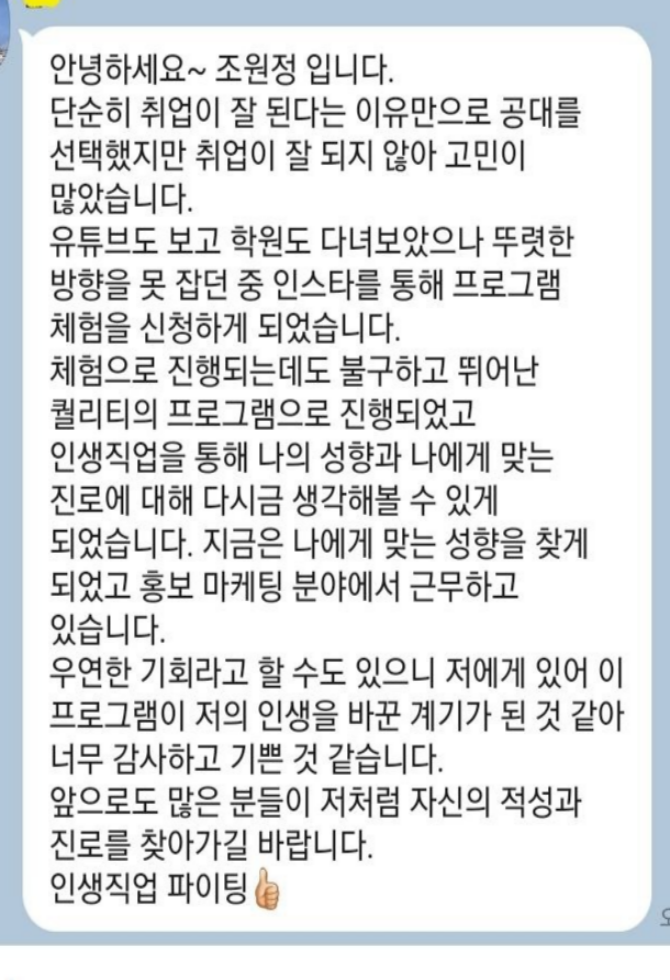 안녕하세요~ 조원정 입니다.
단순히 취업이 잘 된다는 이유만으로 공대를
선택했지만 취업이 잘 되지 않아 고민이
많았습니다.
유튜브도 보고 학원도 다녀보았으나 뚜렷한
방향을 못 잡던 중 인스타를 통해 프로그램
체험을 신청하게 되었습니다.
체험으로 진행되는데도 불구하고 뛰어난
퀄리티의 프로그램으로 진행되었고
인생직업을 통해 나의 성향과 나에게 맞는
진로에 대해 다시금 생각해볼 수 있게
되었습니다. 지금은 나에게 맞는 성향을 찾게
되었고 홍보 마케팅 분야에서 근무하고
있습니다.
우연한 기회라고 할 수도 있으니 저에게 있어 이
프로그램이 저의 인생을 바꾼 계기가 된 것 같아
너무 감사하고 기쁜 것 같습니다.
앞으로도 많은 분들이 저처럼 자신의 적성과
진로를 찾아가길 바랍니다.
인생직업 파이팅👍